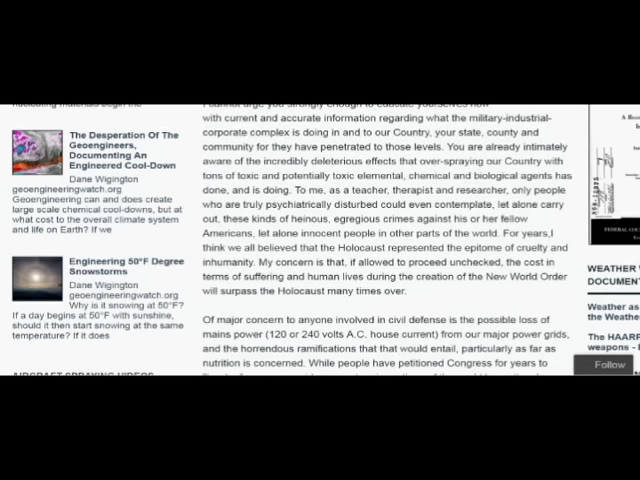 The Desperation Of The
Geoengineers,
Documenting An
Engineered Cool-Down
Dane Wigington
geoengineeringwatch.org
Geoengineering can and does create
large scale chemical cool-downs, but at
what cost to the overall climate system
and life on Earth? If we
Engineering 50°F Degree
Snowstorms
Dane Wigington
geoengineeringwatch.org
Why is it snowing at 50°F?
If a day begins at 50°F with sunshine,
should it then start snowing at the same
temperature? If it does
AIRCRAFT SPRAYING VIDEOS
I cannot urge you strongly enough to educate yourselves now
with current and accurate information regarding what the military-industrial-
corporate complex is doing in and to our Country, your state, county and
community for they have penetrated to those levels. You are already intimately
aware of the incredibly deleterious effects that over-spraying our Country with
tons of toxic and potentially toxic elemental, chemical and biological agents has
done, and is doing. To me, as a teacher, therapist and researcher, only people
who are truly psychiatrically disturbed could even contemplate, let alone carry
out, these kinds of heinous, egregious crimes against his or her fellow
Americans, let alone innocent people in other parts of the world. For years,I
think we all believed that the Holocaust represented the epitome of cruelty and
inhumanity. My concern is that, if allowed to proceed unchecked, the cost in
terms of suffering and human lives during the creation of the New World Order
will surpass the Holocaust many times over.
Of major concern to anyone involved in civil defense is the possible loss of
mains power (120 or 240 volts A.C. house current) from our major power grids,
and the horrendous ramifications that that would entail, particularly as far as
nutrition is concerned. While people have petitioned Congress for years to
FEDERAL COU
WEATHER
DOCUMENT
Weather as
the Weathe
The HAARF
weapons -
Follow